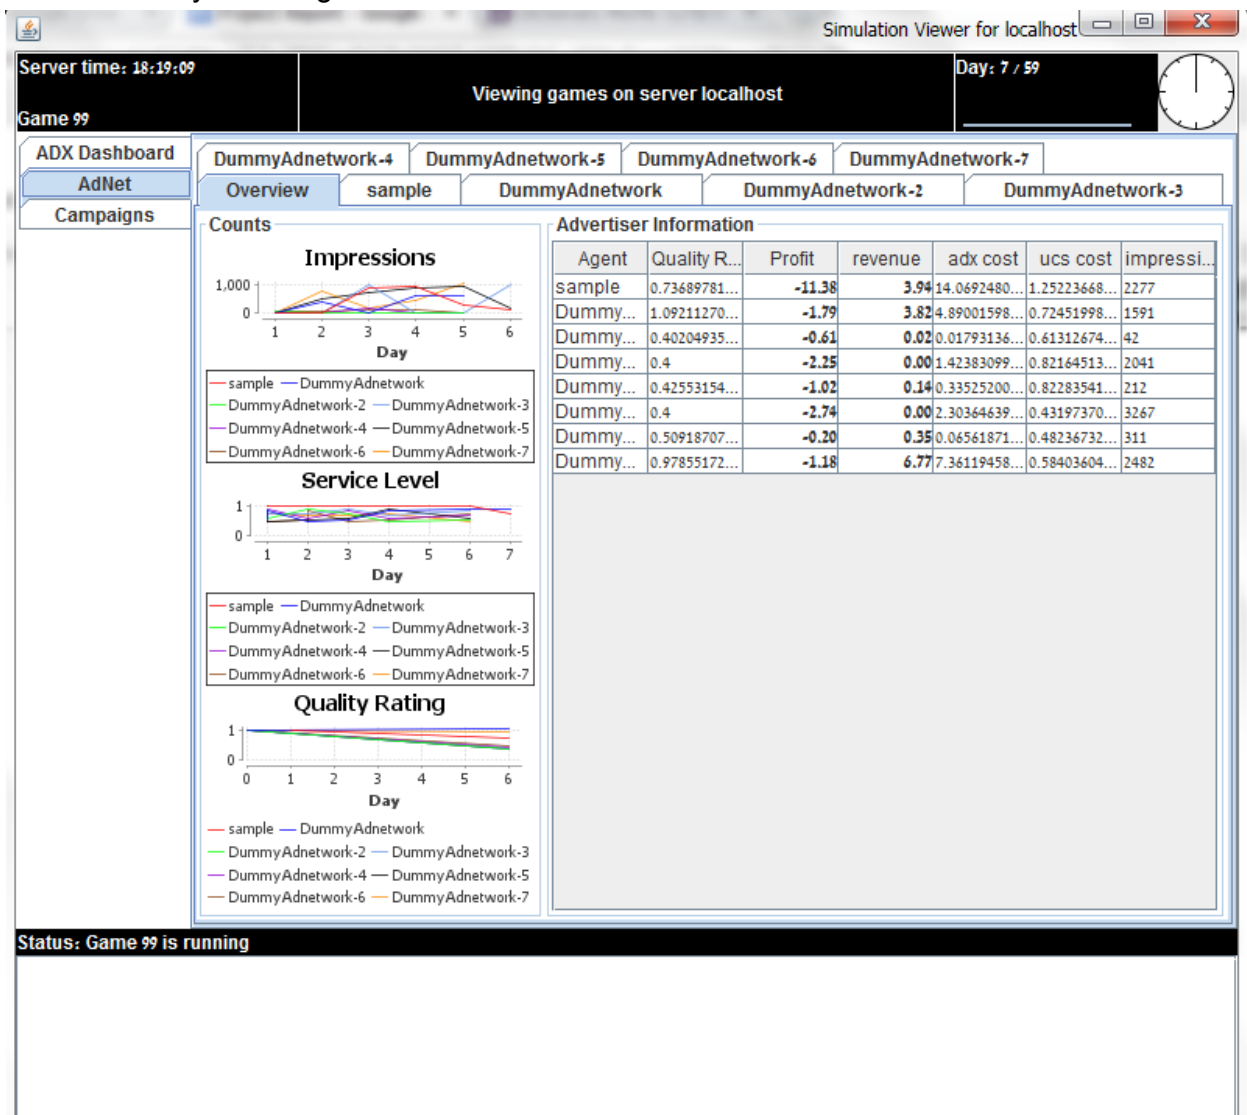 Simulation Viewer for localhost
Server time: 18:19:09
Game 99
Viewing games on server localhost
Day: 7 / 59
ADX Dashboard
AdNet
Campaigns
DummyAdnetwork-4 DummyAdnetwork-5 DummyAdnetwork-6 DummyAdnetwork-7
Overview sample DummyAdnetwork DummyAdnetwork-2 DummyAdnetwork-3
Counts
Impressions
1,000
0
1 2 3 4 5 6
Day
sample DummyAdnetwork
DummyAdnetwork-2 DummyAdnetwork-3
DummyAdnetwork-4 DummyAdnetwork-5
DummyAdnetwork-6 DummyAdnetwork-7
Service Level
1
0
1 2 3 4 5 6 7
Day
sample DummyAdnetwork
DummyAdnetwork-2 DummyAdnetwork-3
DummyAdnetwork-4 DummyAdnetwork-5
DummyAdnetwork-6 DummyAdnetwork-7
Quality Rating
1
0
0 1 2 3 4 5 6
Day
sample DummyAdnetwork
DummyAdnetwork-2 DummyAdnetwork-3
DummyAdnetwork-4 DummyAdnetwork-5
DummyAdnetwork-6 DummyAdnetwork-7
Advertiser Information
Agent Quality R... Profit revenue adx cost ucs cost impressi...
sample 0.73689781... -11.38 3.94 14.0692480... 1.25223668... 2277
Dummy... 1.09211270... -1.79 3.82 4.89001598... 0.72451998... 1591
Dummy... 0.40204935... -0.61 0.02 0.01793136... 0.61312674... 42
Dummy... 0.4 -2.25 0.00 1.42383099... 0.82164513... 2041
Dummy... 0.42553154... -1.02 0.14 0.33525200... 0.82283541... 212
Dummy... 0.4 -2.74 0.00 2.30364639... 0.43197370... 3267
Dummy... 0.50918707... -0.20 0.35 0.06561871... 0.48236732... 311
Dummy... 0.97855172... -1.18 6.77 7.36119458... 0.58403604... 2482
Status: Game 99 is running